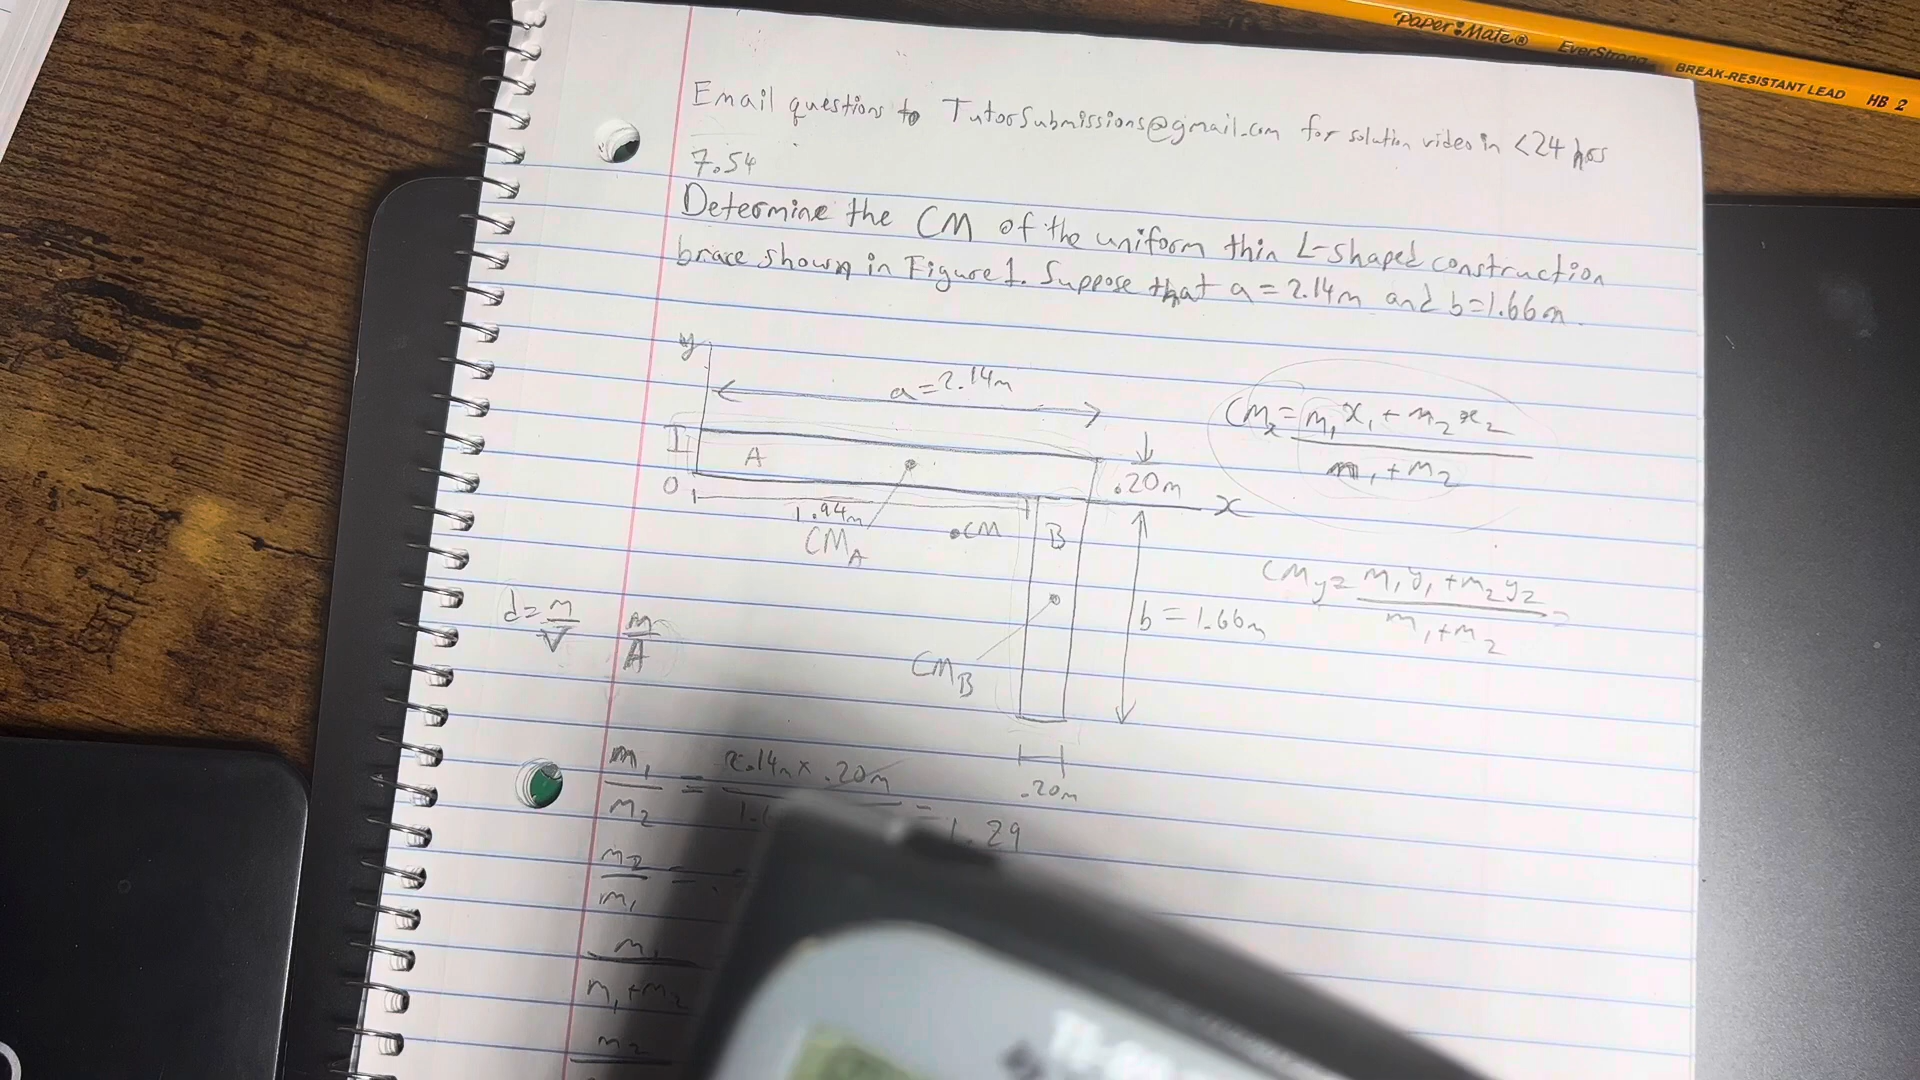 Paper Mate® EverStrong BREAK-RESISTANT LEAD HB 2
Email questions to TutorSubmissions@gmail.com for solution video in <24 hrs
7.54
Determine the CM of the uniform thin L-shaped construction
brace shown in Figure 1. Suppose that a = 2.14m and b=1.66m.
y
a=2.14m
CMx = m1x1 + m2x2
m1 + m2
A
.20m
O
x
1.94m
.CM
B
CMA
CMy = m1y1 + m2y2 =
m1+m2
d=m/V
m/A
b = 1.66m
CMB
m1/m2 = 2.14m x .20m / 1. = 1.29
.20m
m2/m1 = .
m1
m1+m2
m2